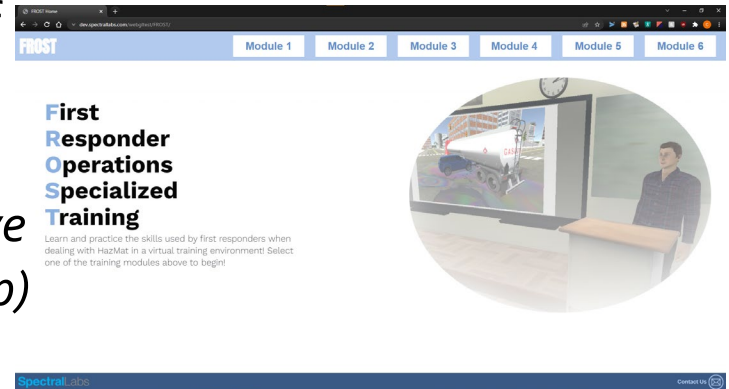 FROST Home
dev.spectrallabs.com/webgltest/FROST/
FROST
Module 1
Module 2
Module 3
Module 4
Module 5
Module 6
First
Responder
Operations
Specialized
Training
Learn and practice the skills used by first responders when
dealing with HazMat in a virtual training environment! Select
one of the training modules above to begin!
SpectralLabs
Contact Us